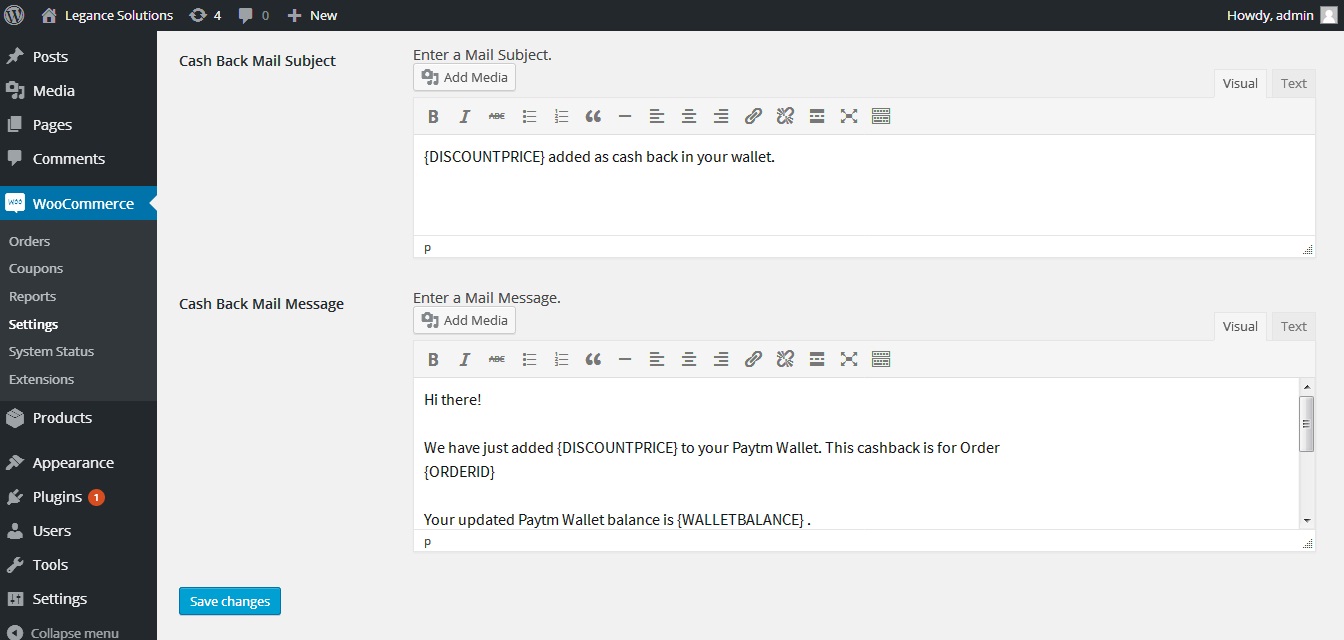 Legance Solutions 4 0 New Howdy, admin
Posts
Media
Pages
Comments
WooCommerce
Orders
Coupons
Reports
Settings
System Status
Extensions
Products
Appearance
Plugins 1
Users
Tools
Settings
Collapse menu
Cash Back Mail Subject
Enter a Mail Subject.
Add Media
Visual Text
B I ABC
{DISCOUNTPRICE} added as cash back in your wallet.
p
Cash Back Mail Message
Enter a Mail Message.
Add Media
Visual Text
B I ABC
Hi there!
We have just added {DISCOUNTPRICE} to your Paytm Wallet. This cashback is for Order
{ORDERID}
Your updated Paytm Wallet balance is {WALLETBALANCE} .
p
Save changes